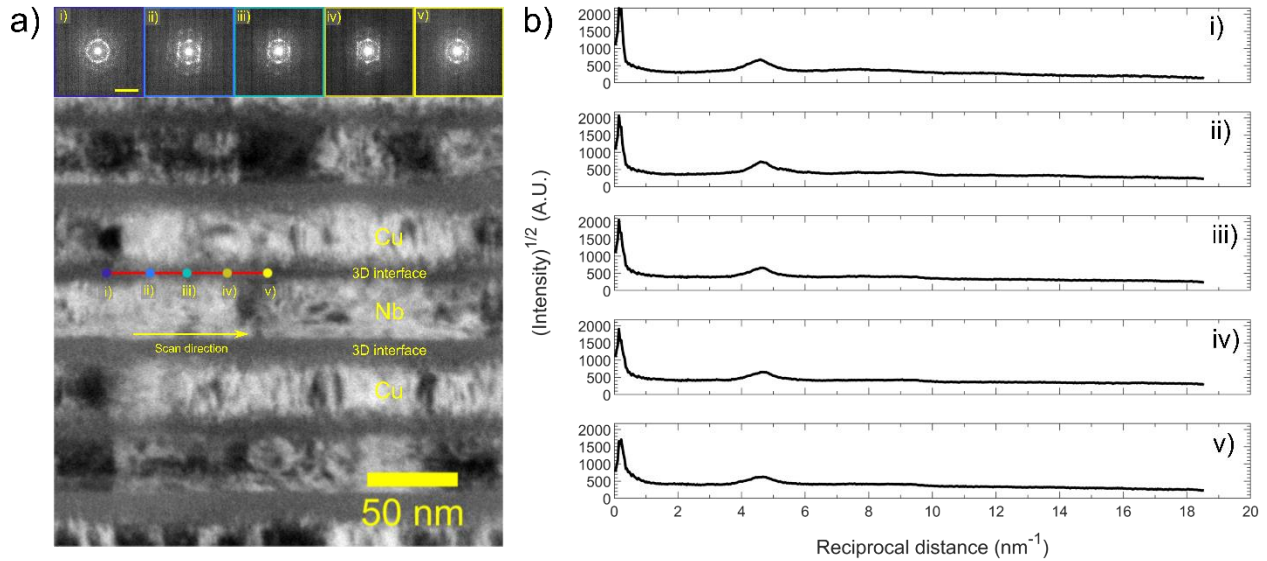 a)
i) ii) iii) iv) v)
Cu
3D interface
i) ii) iii) iv) v)
Nb
Scan direction
3D interface
Cu
50 nm
b)
(Intensity)1/2 (A.U.)
2000
1500
1000
500
0
i)
2000
1500
1000
500
0
ii)
2000
1500
1000
500
0
iii)
2000
1500
1000
500
0
iv)
2000
1500
1000
500
0
v)
0 2 4 6 8 10 12 14 16 18 20
Reciprocal distance (nm-1)